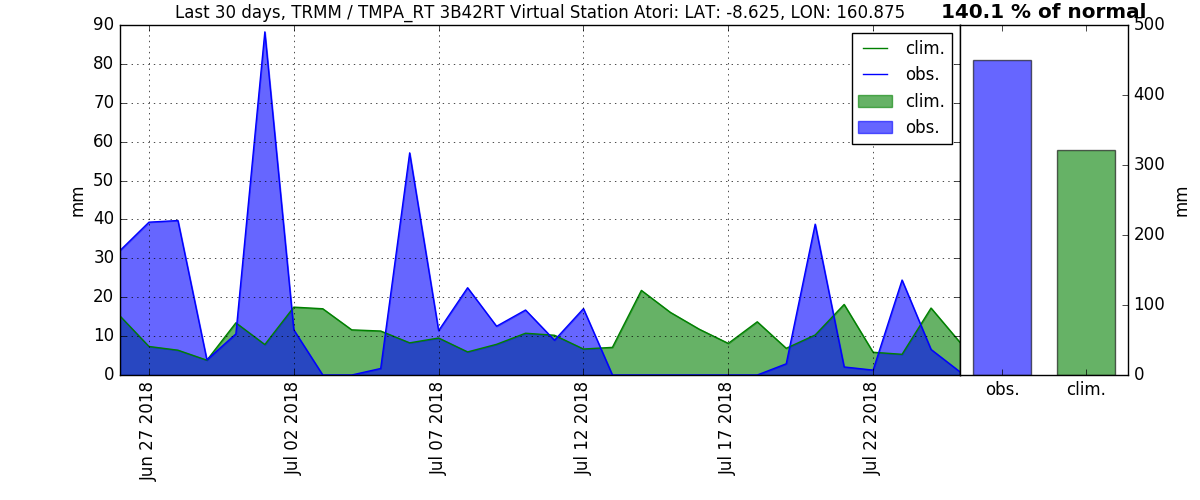 Last 30 days, TRMM / TMPA_RT 3B42RT Virtual Station Atori: LAT: -8.625, LON: 160.875
140.1 % of normal
90
80
70
60
50
40
30
20
10
0
mm
clim.
obs.
clim.
obs.
Jun 27 2018
Jul 02 2018
Jul 07 2018
Jul 12 2018
Jul 17 2018
Jul 22 2018
500
400
300
200
100
0
mm
obs.
clim.